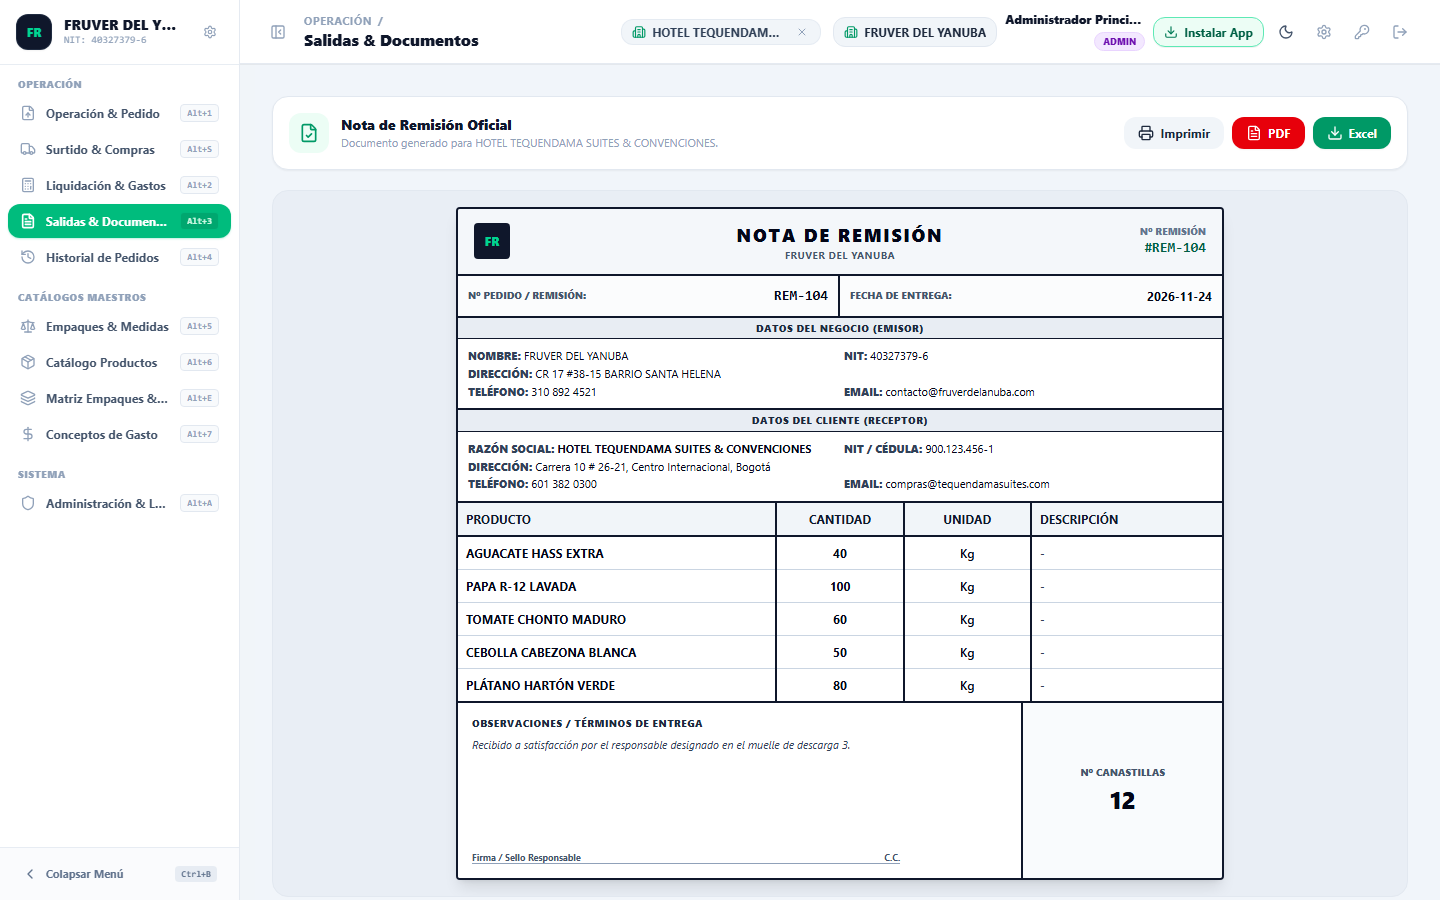 FR
FRUVER DEL Y...
NIT: 40327379-6
OPERACIÓN
Operación & Pedido Alt+1
Surtido & Compras Alt+S
Liquidación & Gastos Alt+2
Salidas & Documen... Alt+3
Historial de Pedidos Alt+4
CATÁLOGOS MAESTROS
Empaques & Medidas Alt+5
Catálogo Productos Alt+6
Matriz Empaques &... Alt+E
Conceptos de Gasto Alt+7
SISTEMA
Administración & L... Alt+A
Colapsar Menú Ctrl+B
OPERACIÓN /
Salidas & Documentos
HOTEL TEQUENDAM... ×
FRUVER DEL YANUBA
Administrador Princi...
ADMIN
Instalar App
Nota de Remisión Oficial
Documento generado para HOTEL TEQUENDAMA SUITES & CONVENCIONES.
Imprimir
PDF
Excel
FR
NOTA DE REMISIÓN
FRUVER DEL YANUBA
Nº REMISIÓN
#REM-104
Nº PEDIDO / REMISIÓN: REM-104
FECHA DE ENTREGA: 2026-11-24
DATOS DEL NEGOCIO (EMISOR)
NOMBRE: FRUVER DEL YANUBA NIT: 40327379-6
DIRECCIÓN: CR 17 #38-15 BARRIO SANTA HELENA
TELÉFONO: 310 892 4521 EMAIL: contacto@fruverdelanuba.com
DATOS DEL CLIENTE (RECEPTOR)
RAZÓN SOCIAL: HOTEL TEQUENDAMA SUITES & CONVENCIONES NIT / CÉDULA: 900.123.456-1
DIRECCIÓN: Carrera 10 # 26-21, Centro Internacional, Bogotá
TELÉFONO: 601 382 0300 EMAIL: compras@tequendamasuites.com
PRODUCTO CANTIDAD UNIDAD DESCRIPCIÓN
AGUACATE HASS EXTRA 40 Kg -
PAPA R-12 LAVADA 100 Kg -
TOMATE CHONTO MADURO 60 Kg -
CEBOLLA CABEZONA BLANCA 50 Kg -
PLÁTANO HARTÓN VERDE 80 Kg -
OBSERVACIONES / TÉRMINOS DE ENTREGA
Recibido a satisfacción por el responsable designado en el muelle de descarga 3.
Nº CANASTILLAS
12
Firma / Sello Responsable C.C.